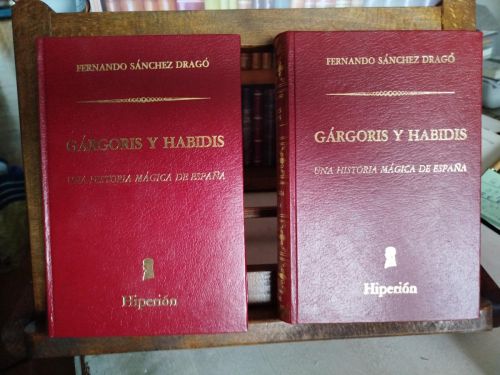 FERNANDO SÁNCHEZ DRAGÓ
GÁRGORIS Y HABIDIS
UNA HISTORIA MÁGICA DE ESPAÑA
Hiperión
FERNANDO SÁNCHEZ DRAGÓ
GÁRGORIS Y HABIDIS
UNA HISTORIA MÁGICA DE ESPAÑA
Hiperión